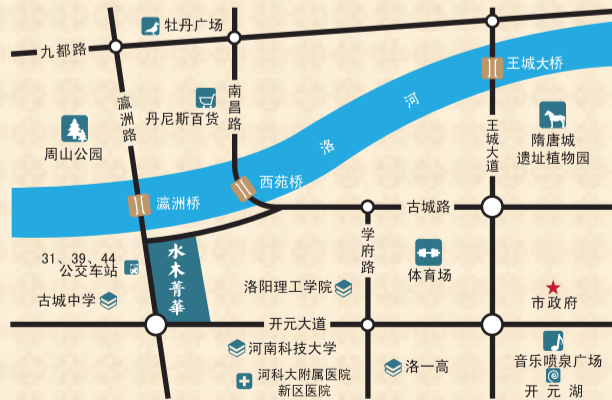 牡丹广场
九都路
王城大桥
南昌路
丹尼斯百货
瀛洲路
河
洛
王城大道
隋唐城
遗址植物园
周山公园
西苑桥
瀛洲桥
古城路
学府路
水木菁華
31、39、44
公交车站
体育场
洛阳理工学院
古城中学
市政府
开元大道
河南科技大学
音乐喷泉广场
洛一高
河科大附属医院
新区医院
开元湖